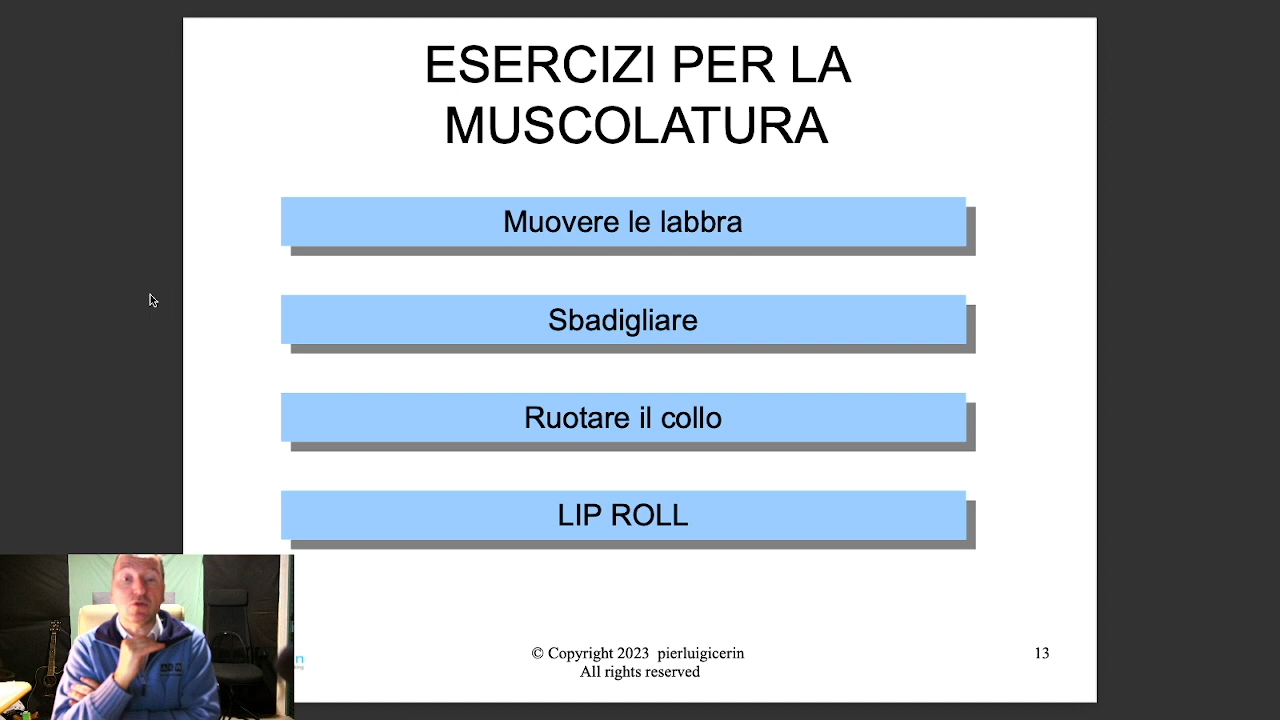 ESERCIZI PER LA
MUSCOLATURA
Muovere le labbra
Sbadigliare
Ruotare il collo
LIP ROLL
© Copyright 2023 pierluigicerin
All rights reserved
13